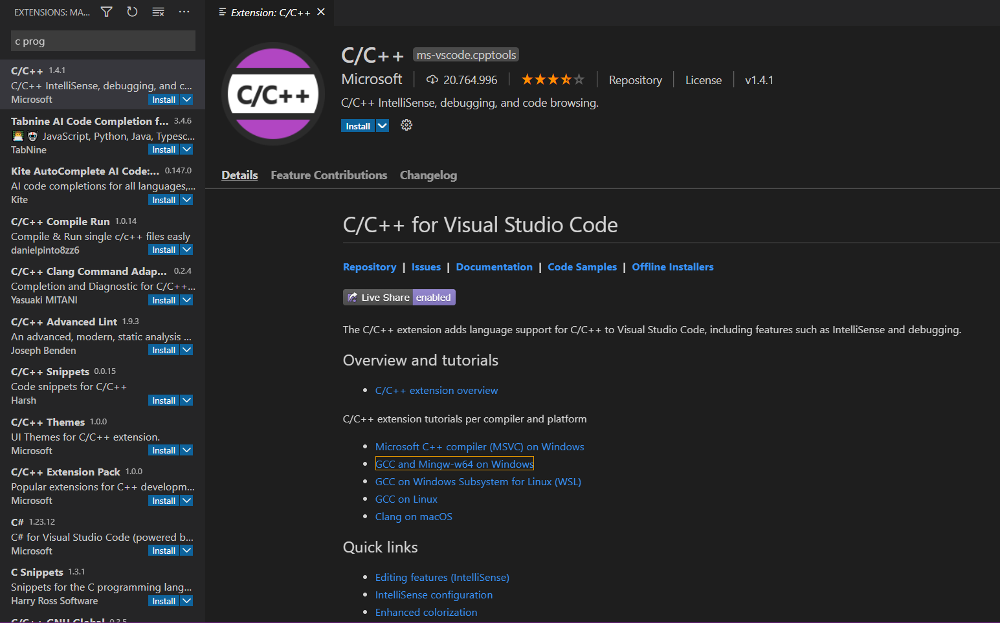 EXTENSIONS: MA...
c prog
C/C++ 1.4.1
C/C++ IntelliSense, debugging, and c...
Microsoft Install
Tabnine AI Code Completion f... 3.4.6
JavaScript, Python, Java, Typesc...
TabNine Install
Kite AutoComplete AI Code:... 0.147.0
AI code completions for all languages,...
Kite Install
C/C++ Compile Run 1.0.14
Compile & Run single c/c++ files easly
danielpinto8zz6 Install
C/C++ Clang Command Adap... 0.2.4
Completion and Diagnostic for C/C++...
Yasuaki MITANI Install
C/C++ Advanced Lint 1.9.3
An advanced, modern, static analysis ...
Joseph Benden Install
C/C++ Snippets 0.0.15
Code snippets for C/C++
Harsh Install
C/C++ Themes 1.0.0
UI Themes for C/C++ extension.
Microsoft Install
C/C++ Extension Pack 1.0.0
Popular extensions for C++ developm...
Microsoft Install
C# 1.23.12
C# for Visual Studio Code (powered b...
Microsoft Install
C Snippets 1.3.1
Snippets for the C programming lang...
Harry Ross Software Install
C/C++ GNU Global 0.3.5
Extension: C/C++
C/C++
C/C++ ms-vscode.cpptools
Microsoft 20.764.996 Repository License v1.4.1
C/C++ IntelliSense, debugging, and code browsing.
Install
Details Feature Contributions Changelog
C/C++ for Visual Studio Code
Repository | Issues | Documentation | Code Samples | Offline Installers
Live Share enabled
The C/C++ extension adds language support for C/C++ to Visual Studio Code, including features such as IntelliSense and debugging.
Overview and tutorials
• C/C++ extension overview
C/C++ extension tutorials per compiler and platform
• Microsoft C++ compiler (MSVC) on Windows
• GCC and Mingw-w64 on Windows
• GCC on Windows Subsystem for Linux (WSL)
• GCC on Linux
• Clang on macOS
Quick links
• Editing features (IntelliSense)
• IntelliSense configuration
• Enhanced colorization